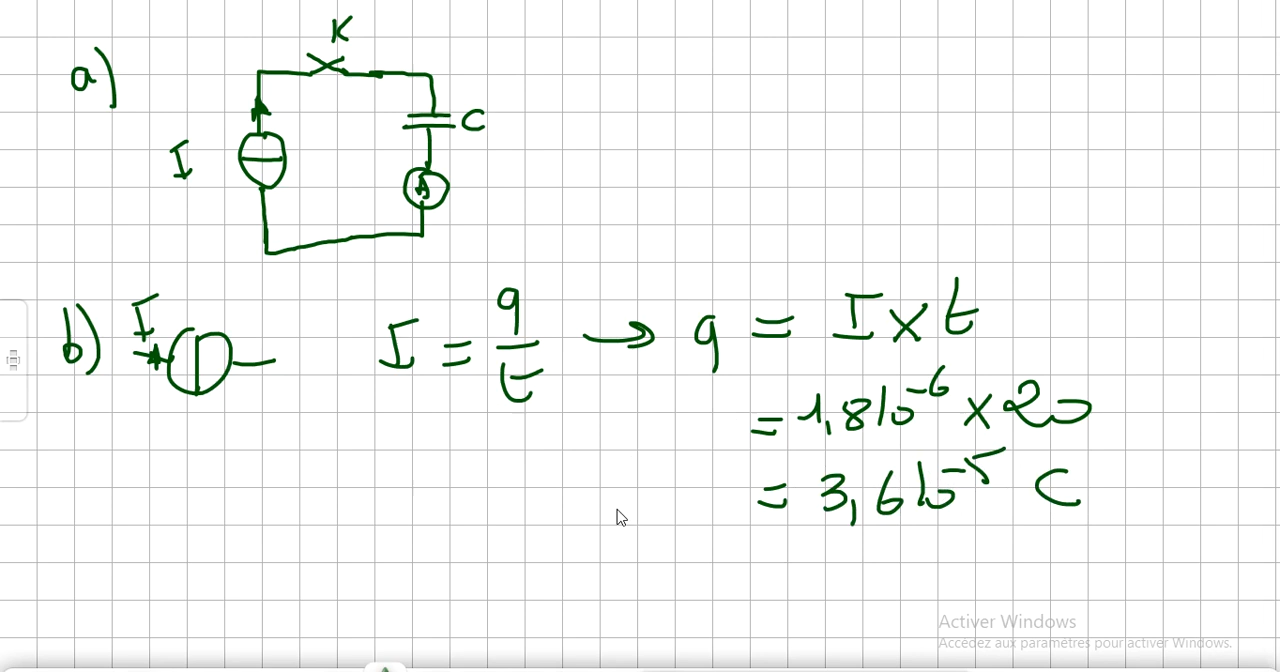 K
a)
C
I
A
b) I I = q/t → q = I × t
= 1,8 10⁻⁶ × 20
= 3,6 10⁻⁵ C
Activer Windows
Accédez aux paramètres pour activer Windows.